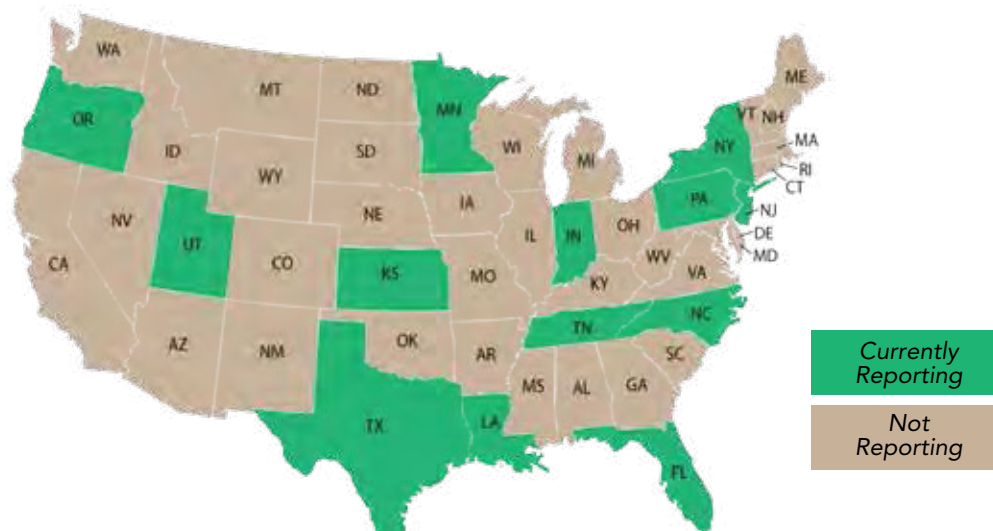 WA
MT
ND
MN
ME
OR
VT
NH
ID
SD
WI
NY
MA
MI
RI
WY
CT
IA
PA
NE
NJ
NV
OH
IL
IN
DE
UT
WV
MD
CA
CO
KS
MO
VA
KY
NC
TN
OK
AZ
NM
AR
SC
MS
AL
GA
LA
TX
FL
Currently
Reporting
Not
Reporting